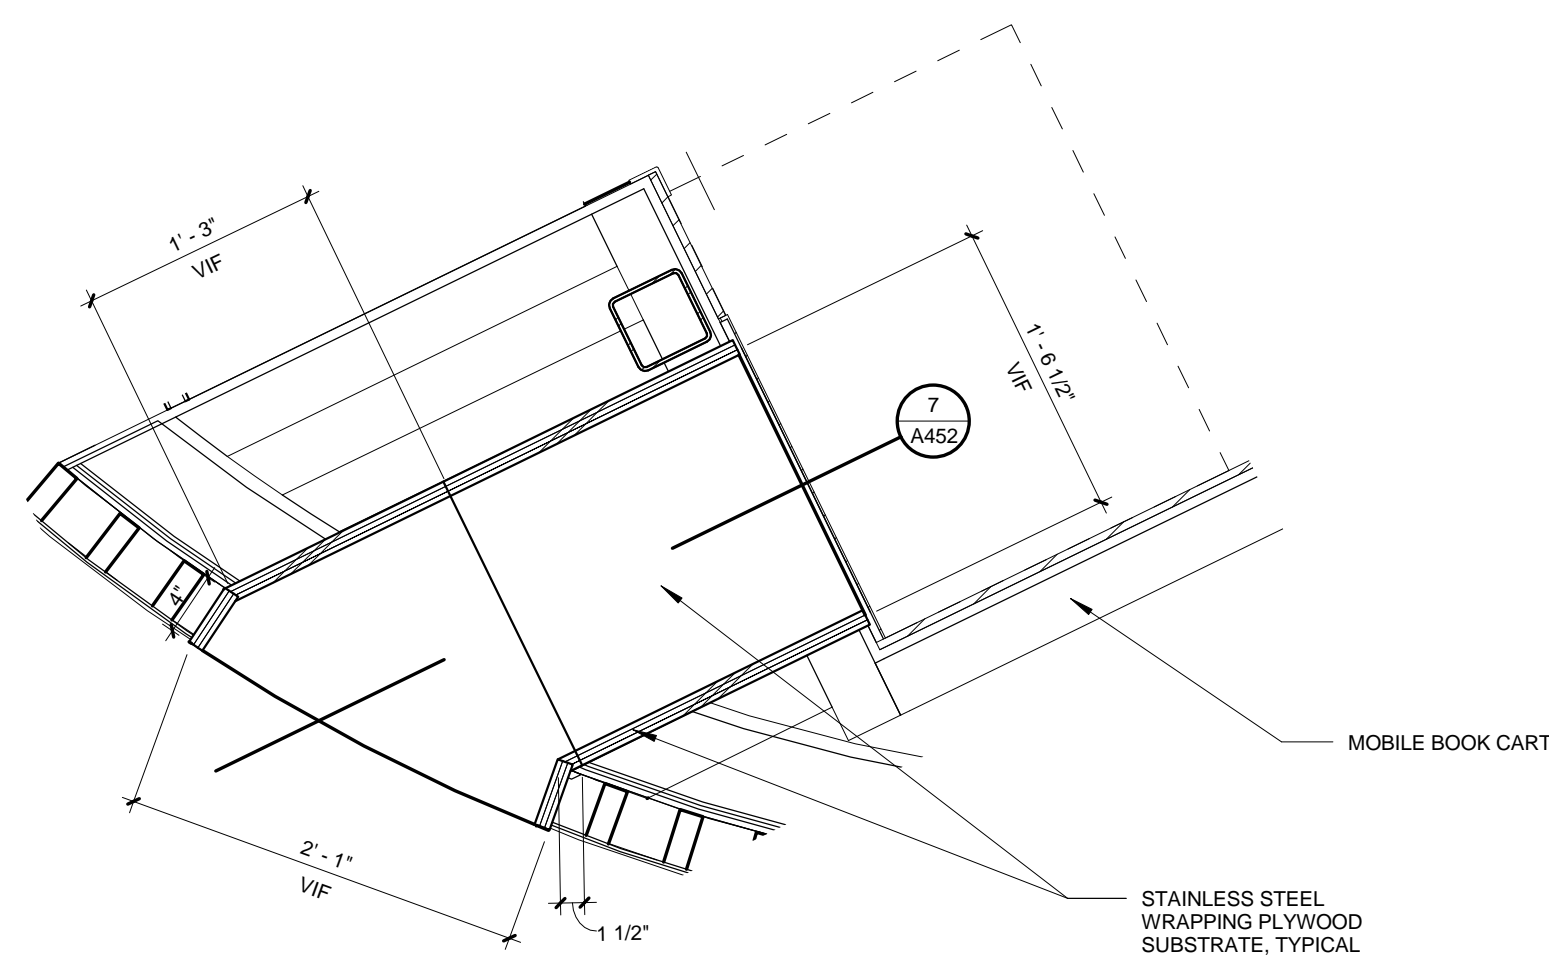 1' - 3"
VIF
1' - 6 1/2"
VIF
7
A452
4"
MOBILE BOOK CART
2' - 1"
VIF
1 1/2"
STAINLESS STEEL
WRAPPING PLYWOOD
SUBSTRATE, TYPICAL